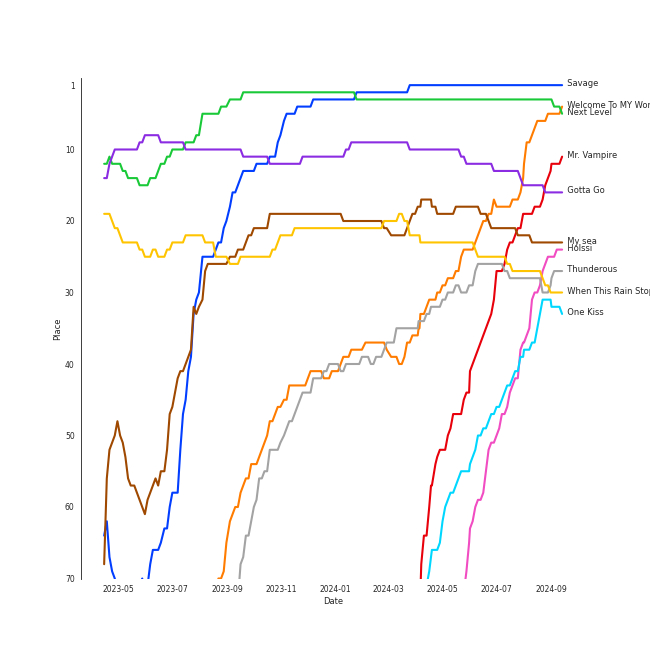 1
10
20
30
40
50
60
70
Place
2023-05
2023-07
2023-09
2023-11
2024-01
2024-03
2024-05
2024-07
2024-09
Date
Savage
Welcome To MY Wor
Next Level
Mr. Vampire
Gotta Go
My sea
Holssi
Thunderous
When This Rain Stop
One Kiss